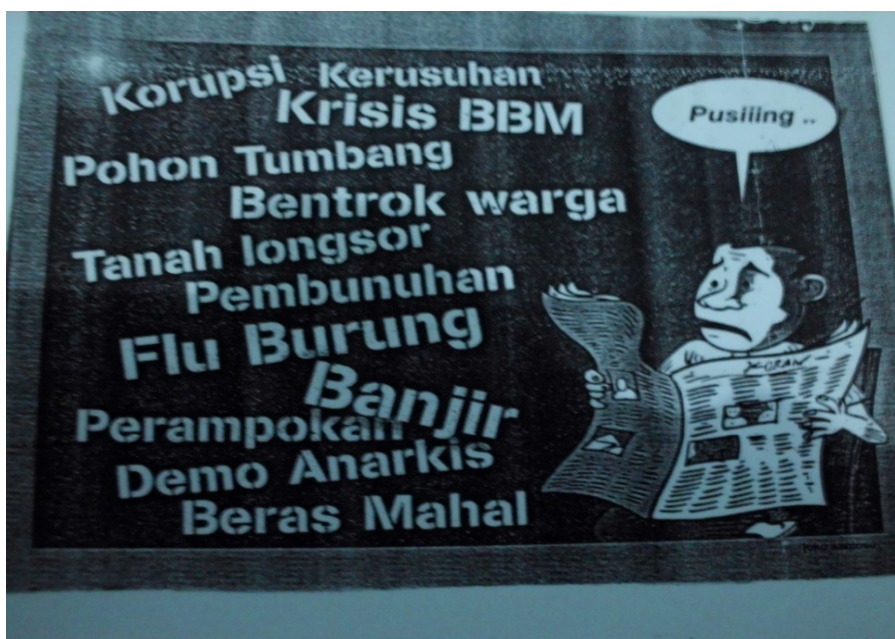 Korupsi Kerusuhan
Krisis BBM
Pusiiing ..
Pohon Tumbang
Bentrok warga
Tanah longsor
Pembunuhan
Flu Burung
Banjir
Perampokan
Demo Anarkis
Beras Mahal
KORAN